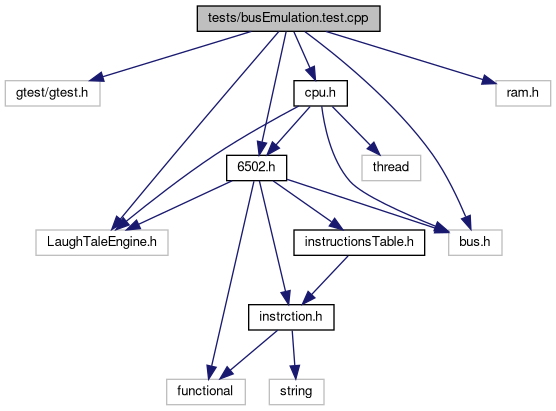 tests/busEmulation.test.cpp
gtest/gtest.h
cpu.h
ram.h
6502.h
thread
LaughTaleEngine.h
instructionsTable.h
bus.h
instrction.h
functional
string